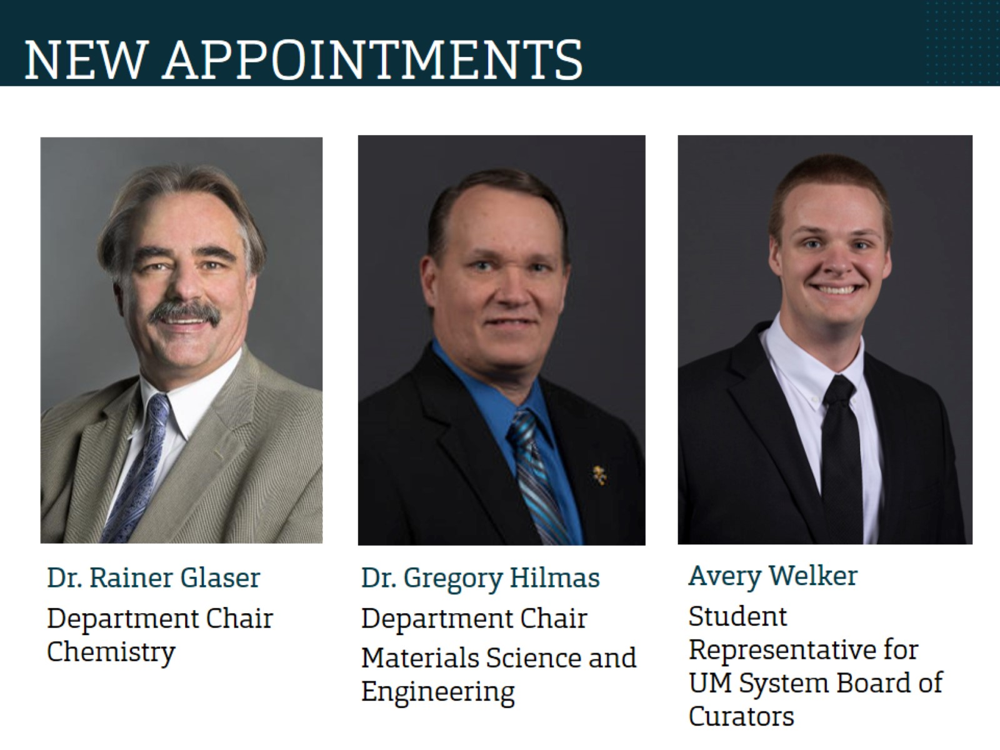 NEW APPOINTMENTS
Dr. Rainer Glaser
Department Chair
Chemistry
Dr. Gregory Hilmas
Department Chair
Materials Science and
Engineering
Avery Welker
Student
Representative for
UM System Board of
Curators